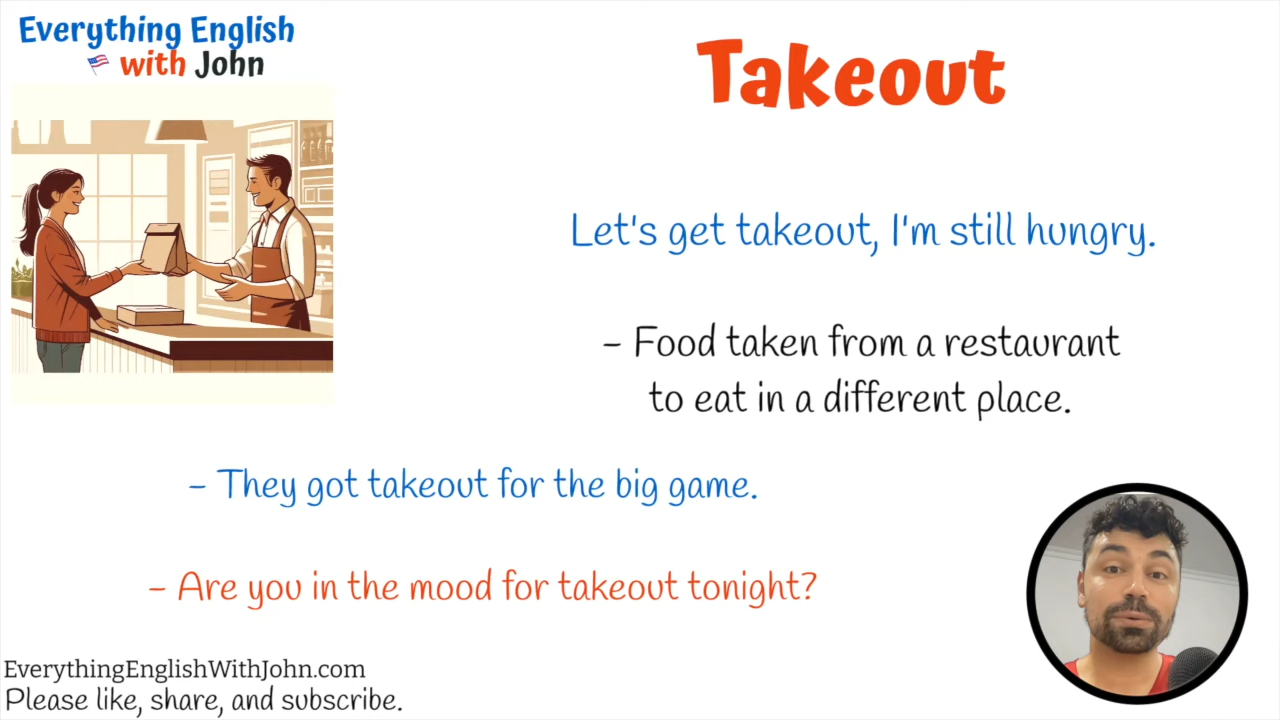 Everything English
with John
Takeout
Let's get takeout, I'm still hungry.
- Food taken from a restaurant
to eat in a different place.
- They got takeout for the big game.
- Are you in the mood for takeout tonight?
EverythingEnglishWithJohn.com
Please like, share, and subscribe.